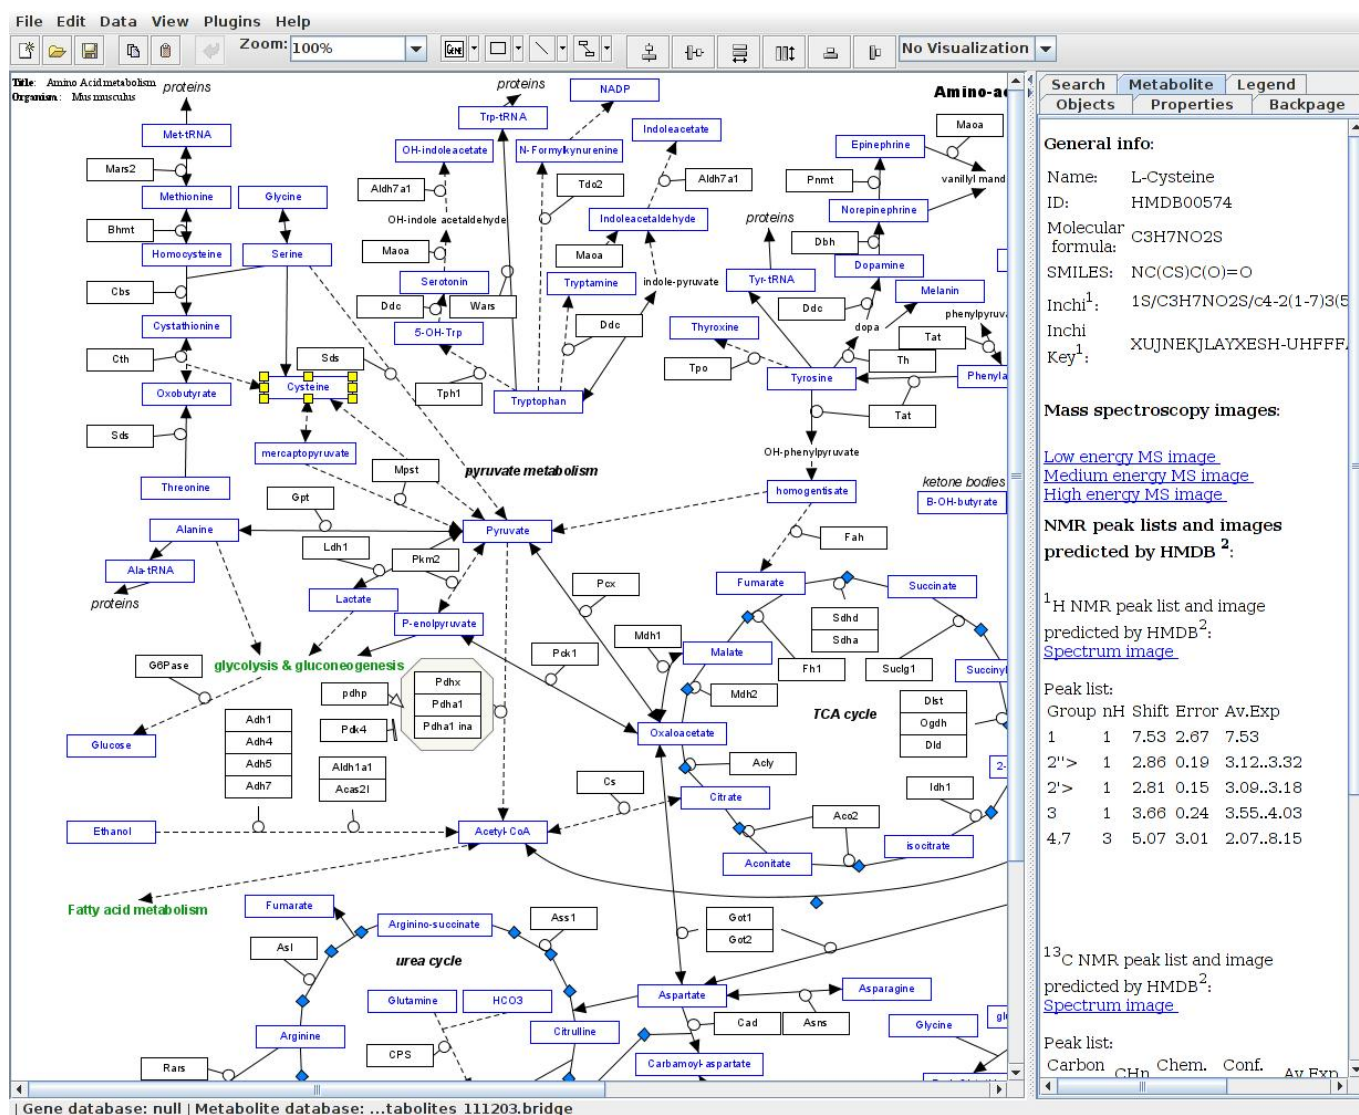 File Edit Data View Plugins Help
Zoom: 100%
Gene
No Visualization
Title: Amino Acid metabolism
Organism: Mus musculus
proteins
Met-tRNA
Mars2
Methionine
Glycine
Bhmt
Homocysteine
Serine
Cbs
Cystathionine
Cth
Sds
Cysteine
Oxobutyrate
Sds
mercaptopyruvate
Threonine
Mpst
pyruvate metabolism
Gpt
Alanine
Pyruvate
Ldh1
Pkm2
Ala-tRNA
proteins
Lactate
P-enolpyruvate
glycolysis & gluconeogenesis
G6Pase
Glucose
pdhp
Pdk4
Pdhx
Pdha1
Pdha1 ina
Adh1
Adh4
Adh5
Adh7
Aldh1a1
Acas2l
Ethanol
Acetyl-CoA
Fatty acid metabolism
proteins
NADP
Trp-tRNA
Indoleacetate
OH-indoleacetate
N-Formylkynurenine
Aldh7a1
Tdo2
Aldh7a1
OH-indole acetaldehyde
Indoleacetaldehyde
Maoa
Maoa
Serotonin
Tryptamine
indole-pyruvate
Ddc
Wars
5-OH-Trp
Ddc
Tph1
Tryptophan
Amino-ac
Maoa
Epinephrine
Pnmt
vanillyl mand
Norepinephrine
proteins
Dbh
Tyr-tRNA
Dopamine
Melanin
Ddc
Thyroxine
dopa
phenylpyruva
Tat
Tpo
Th
Tyrosine
Phenyla
Tat
OH-phenylpyruvate
ketone bodies
homogentisate
B-OH-butyrate
Fah
Pcx
Fumarate
Succinate
Sdhd
Sdha
Mdh1
Pck1
Malate
Fh1
Suclg1
Succinyl
Mdh2
TCA cycle
Dlst
Ogdh
Dld
Oxaloacetate
Acly
2-
Cs
Citrate
Idh1
Aco2
isocitrate
Aconitate
Fumarate
Arginino-succinate
Ass1
Asl
urea cycle
Got1
Got2
Glutamine
HCO3
Aspartate
Asparagine
Arginine
Citrulline
Cad
Asns
Glycine
gl
CPS
Rars
Carbamoyl-aspartate
Search Metabolite Legend
Objects Properties Backpage
General info:
Name: L-Cysteine
ID: HMDB00574
Molecular formula: C3H7NO2S
SMILES: NC(CS)C(O)=O
Inchi1: 1S/C3H7NO2S/c4-2(1-7)3(5
Inchi
Key1: XUJNEKJLAYXESH-UHFFF
Mass spectroscopy images:
Low energy MS image
Medium energy MS image
High energy MS image
NMR peak lists and images
predicted by HMDB 2:
1H NMR peak list and image
predicted by HMDB2:
Spectrum image
Peak list:
Group nH Shift Error Av.Exp
1 1 7.53 2.67 7.53
2''> 1 2.86 0.19 3.12..3.32
2'> 1 2.81 0.15 3.09..3.18
3 1 3.66 0.24 3.55..4.03
4,7 3 5.07 3.01 2.07..8.15
13C NMR peak list and image
predicted by HMDB2:
Spectrum image
Peak list:
Carbon CHn Chem. Conf. Av.Exp
| Gene database: null | Metabolite database: ...tabolites_111203.bridge